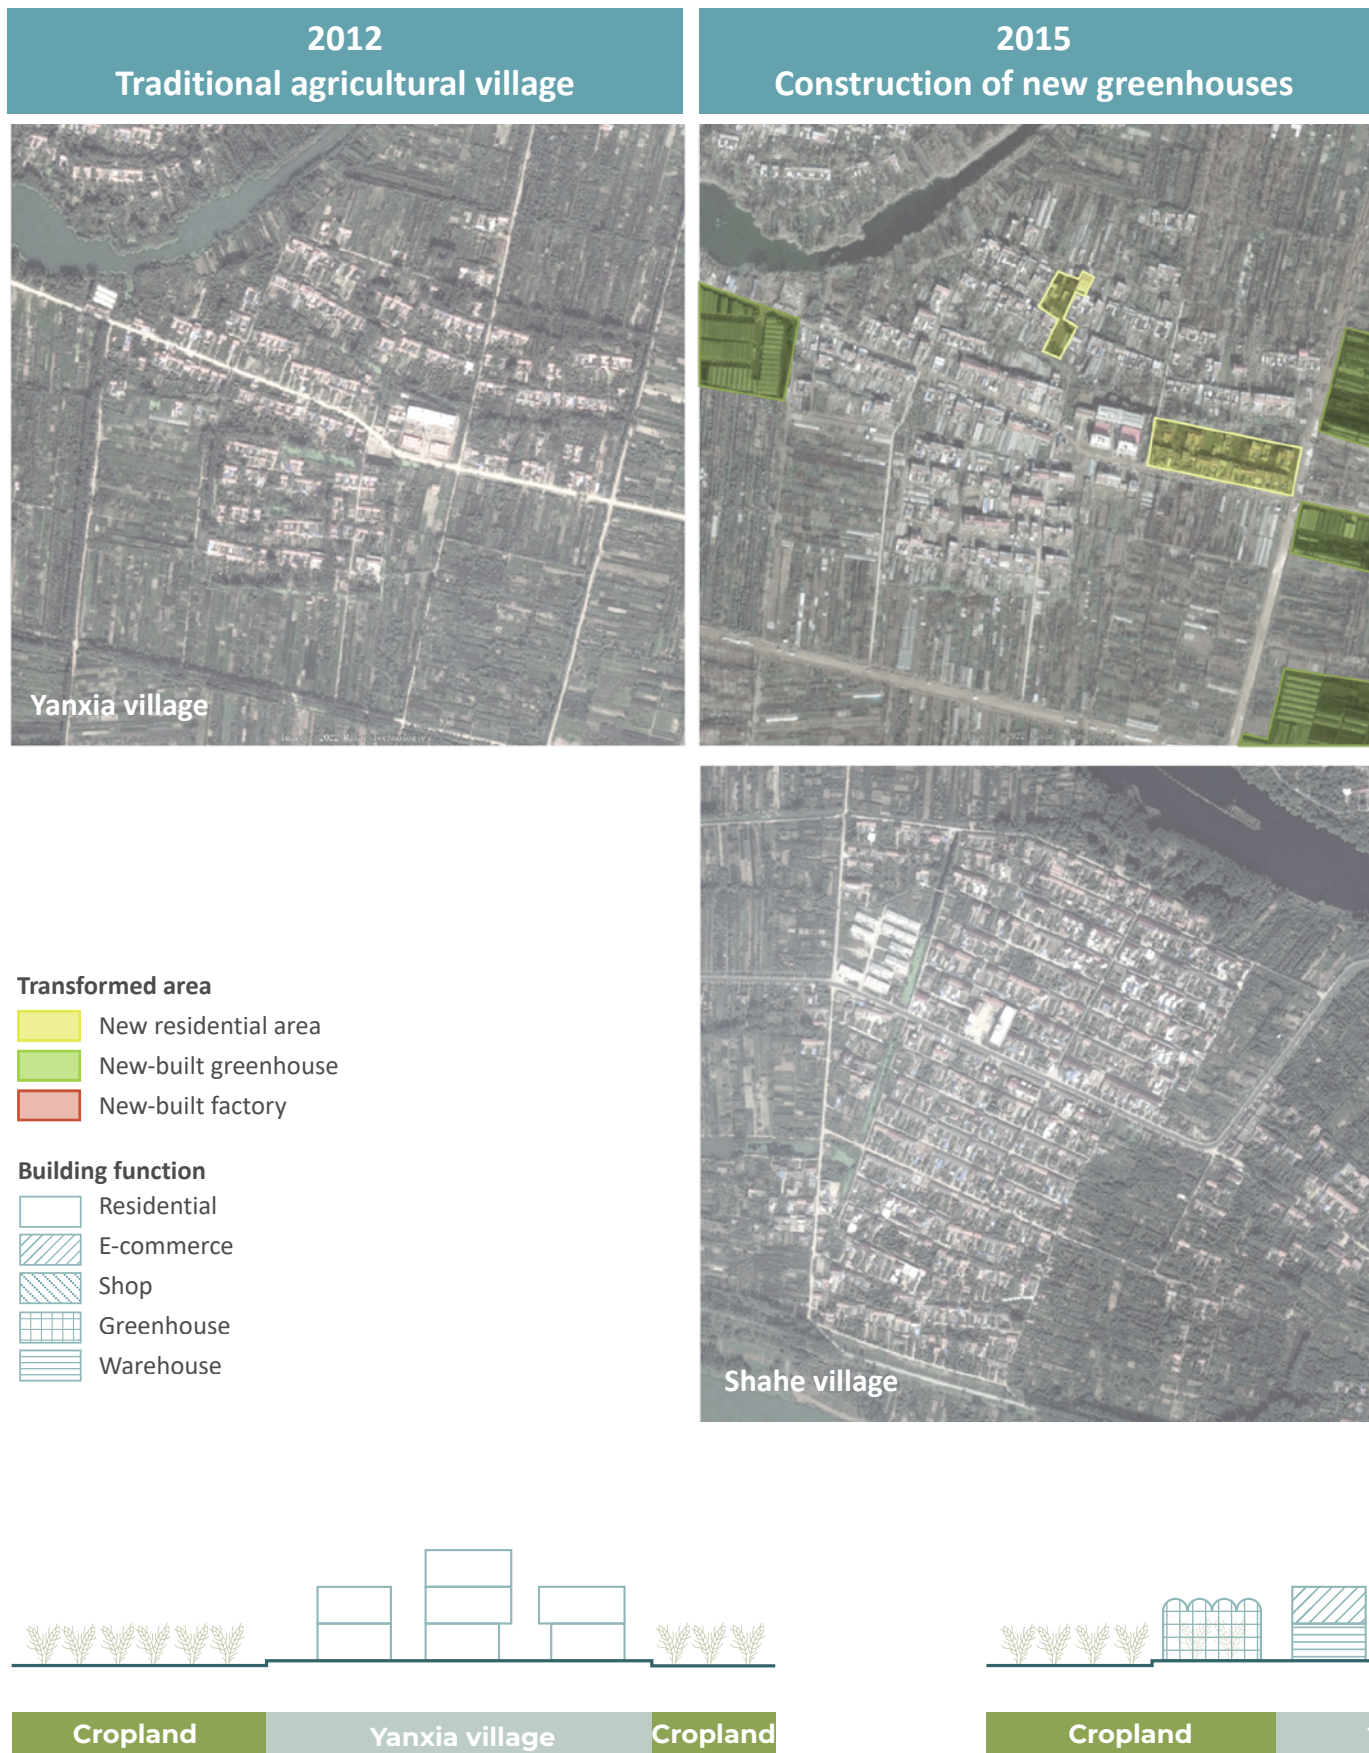 2012
Traditional agricultural village
2015
Construction of new greenhouses
Yanxia village
Shahe village
Transformed area
New residential area
New-built greenhouse
New-built factory
Building function
Residential
E-commerce
Shop
Greenhouse
Warehouse
Cropland
Yanxia village
Cropland
Cropland